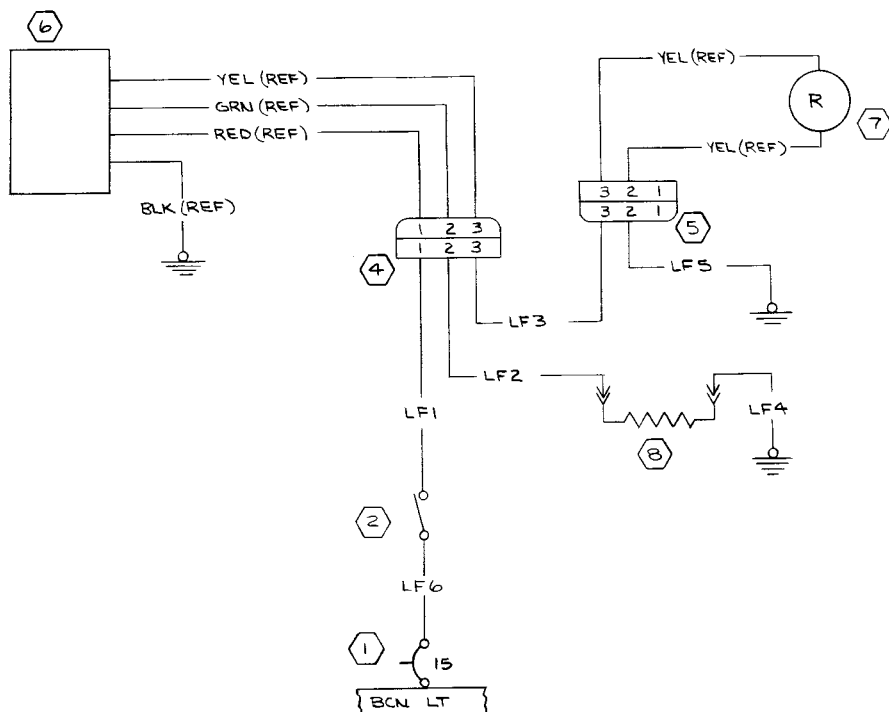 6
YEL (REF)
GRN (REF)
RED (REF)
BLK (REF)
YEL (REF)
R
7
YEL (REF)
3 2 1
3 2 1
5
1 2 3
1 2 3
4
LF5
LF3
LF2
LF4
8
LF1
2
LF6
1
15
BCN LT